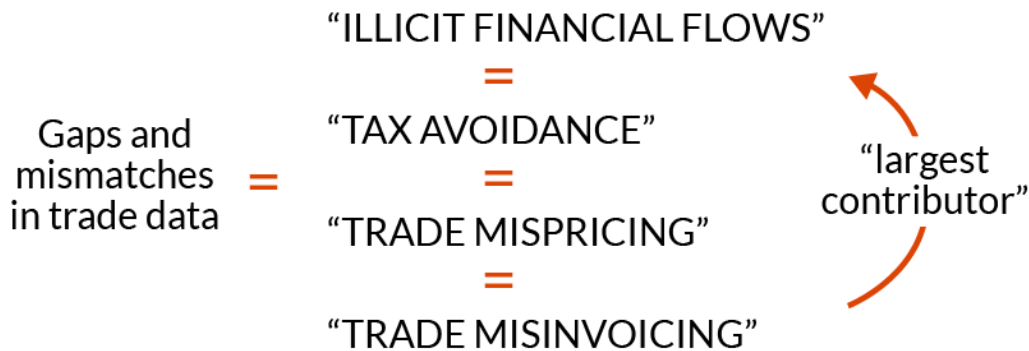 “ILLICIT FINANCIAL FLOWS”
=
“TAX AVOIDANCE”
Gaps and
mismatches
in trade data
=
=
“TRADE MISPRICING”
=
“TRADE MISINVOICING”
“largest
contributor”